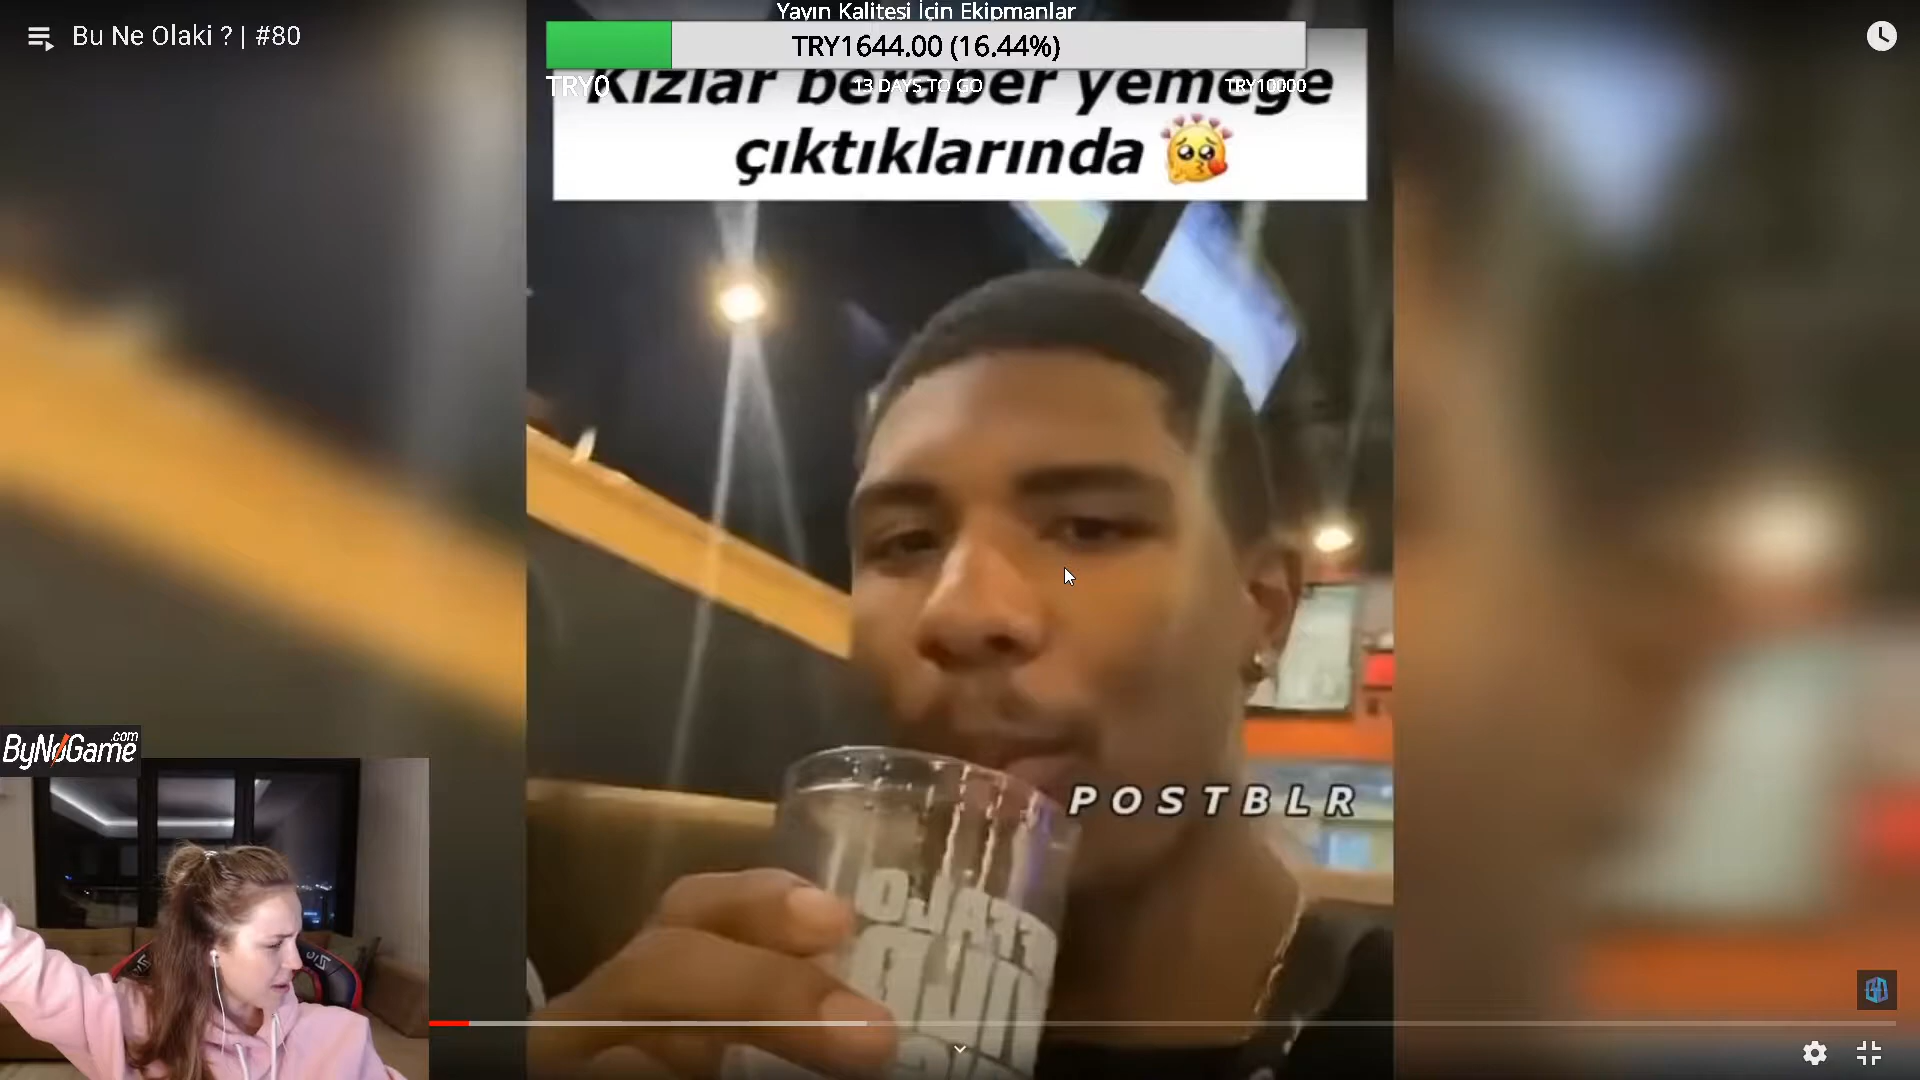 Yayın Kalitesi İçin Ekipmanlar
Bu Ne Olaki ? | #80
TRY1644.00 (16.44%)
TRY0
13 DAYS TO GO
TRY10000
Kızlar beraber yemeğe
çıktıklarında
POSTBLR
ByNoGame
.com